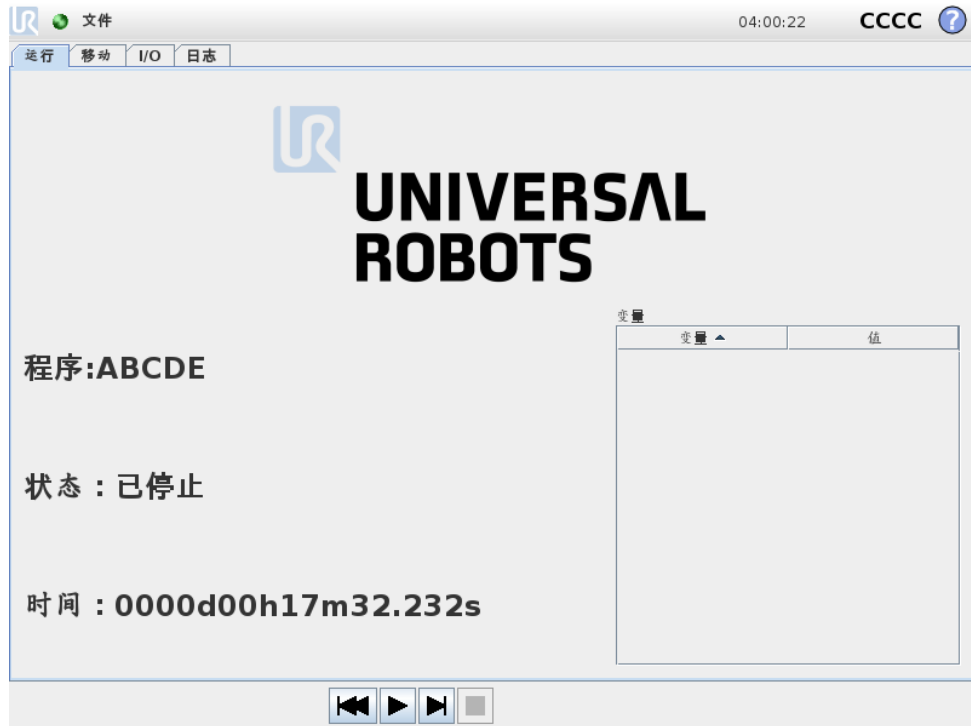 文件
04:00:22
CCCC
?
运行
移动
I/O
日志
UR
UNIVERSAL
ROBOTS
变量
变量
值
程序:ABCDE
状态：已停止
时间：0000d00h17m32.232s